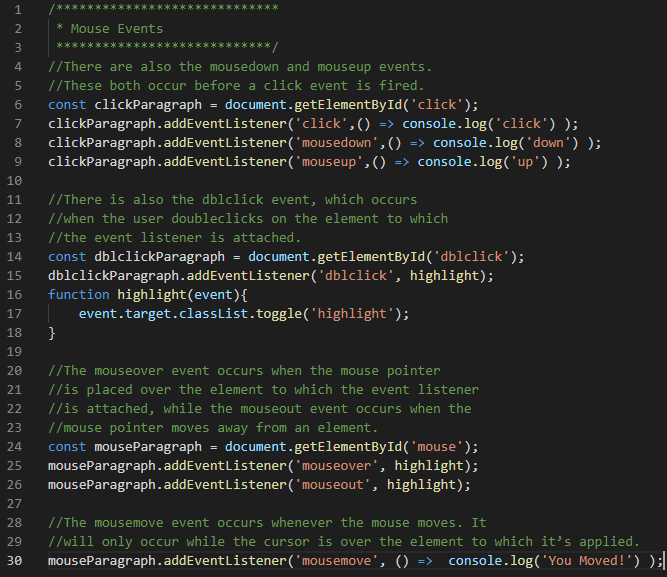 1 /*****************************
2  * Mouse Events
3  ****************************/
4 //There are also the mousedown and mouseup events.
5 //These both occur before a click event is fired.
6 const clickParagraph = document.getElementById('click');
7 clickParagraph.addEventListener('click',() => console.log('click') );
8 clickParagraph.addEventListener('mousedown',() => console.log('down') );
9 clickParagraph.addEventListener('mouseup',() => console.log('up') );
10
11 //There is also the dblclick event, which occurs
12 //when the user doubleclicks on the element to which
13 //the event listener is attached.
14 const dblclickParagraph = document.getElementById('dblclick');
15 dblclickParagraph.addEventListener('dblclick', highlight);
16 function highlight(event){
17     event.target.classList.toggle('highlight');
18 }
19
20 //The mouseover event occurs when the mouse pointer
21 //is placed over the element to which the event listener
22 //is attached, while the mouseout event occurs when the
23 //mouse pointer moves away from an element.
24 const mouseParagraph = document.getElementById('mouse');
25 mouseParagraph.addEventListener('mouseover', highlight);
26 mouseParagraph.addEventListener('mouseout', highlight);
27
28 //The mousemove event occurs whenever the mouse moves. It
29 //will only occur while the cursor is over the element to which it’s applied.
30 mouseParagraph.addEventListener('mousemove', () =>  console.log('You Moved!') );